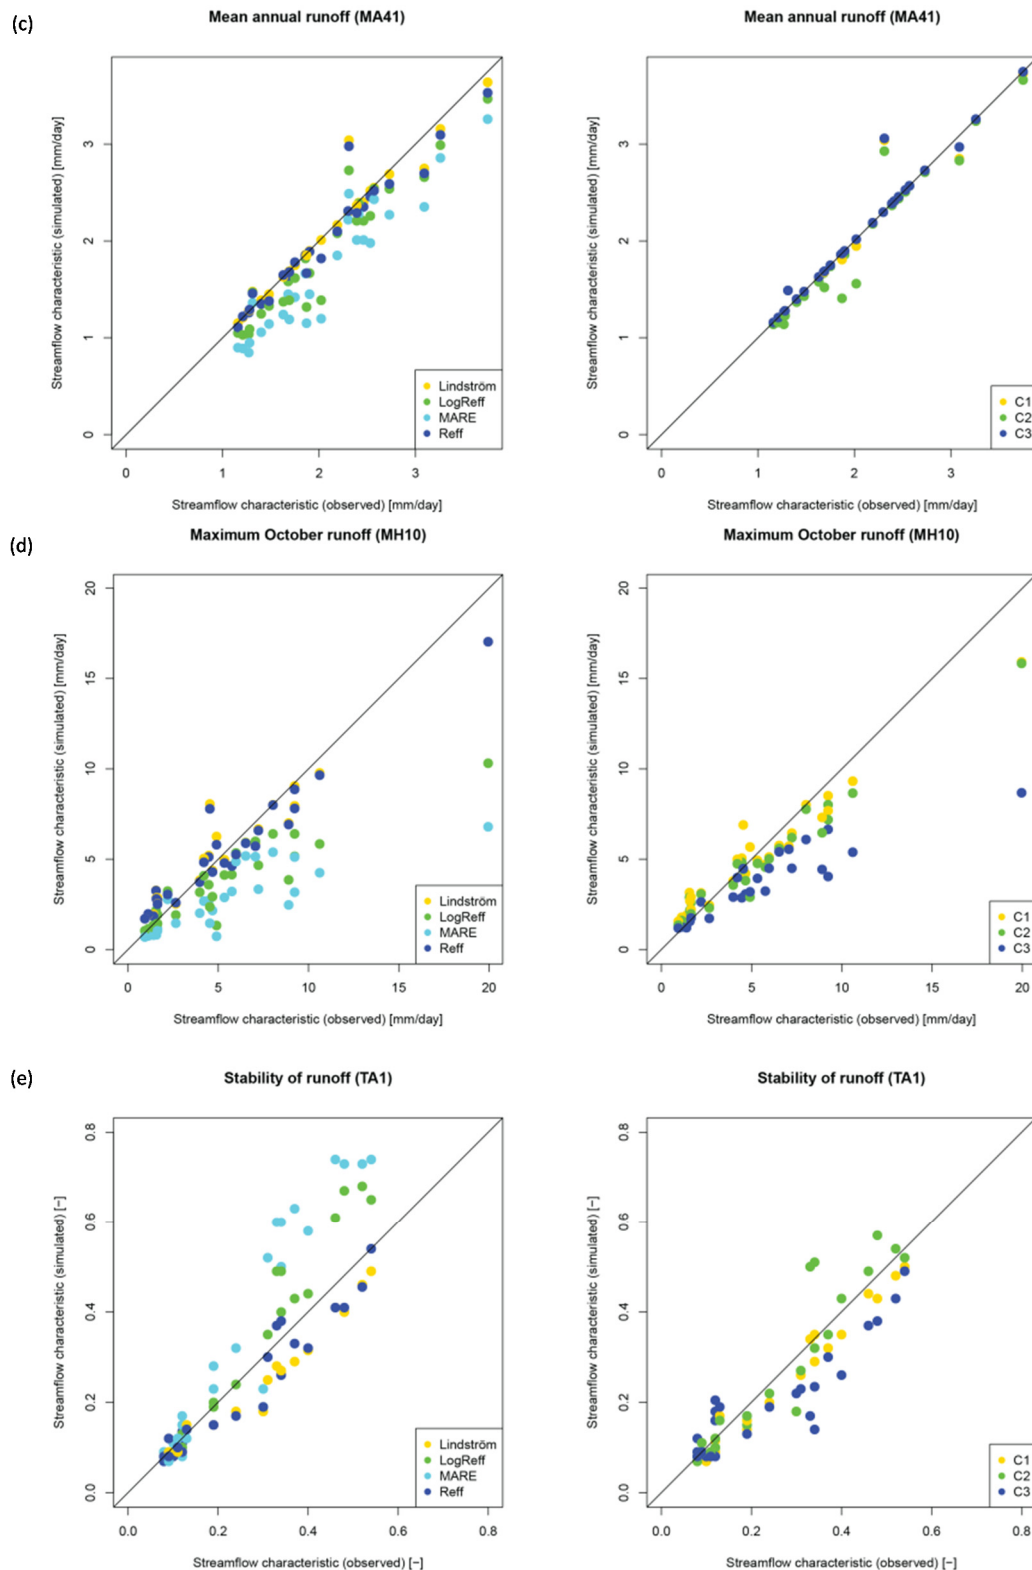 (c)
Mean annual runoff (MA41)
Streamflow characteristic (simulated) [mm/day]
3
2
1
0
0 1 2 3
Streamflow characteristic (observed) [mm/day]
Lindström
LogReff
MARE
Reff
Mean annual runoff (MA41)
Streamflow characteristic (simulated) [mm/day]
3
2
1
0
0 1 2 3
Streamflow characteristic (observed) [mm/day]
C1
C2
C3
(d)
Maximum October runoff (MH10)
Streamflow characteristic (simulated) [mm/day]
20
15
10
5
0
0 5 10 15 20
Streamflow characteristic (observed) [mm/day]
Lindström
LogReff
MARE
Reff
Maximum October runoff (MH10)
Streamflow characteristic (simulated) [mm/day]
20
15
10
5
0
0 5 10 15 20
Streamflow characteristic (observed) [mm/day]
C1
C2
C3
(e)
Stability of runoff (TA1)
Streamflow characteristic (simulated) [−]
0.8
0.6
0.4
0.2
0.0
0.0 0.2 0.4 0.6 0.8
Streamflow characteristic (observed) [−]
Lindström
LogReff
MARE
Reff
Stability of runoff (TA1)
Streamflow characteristic (simulated) [−]
0.8
0.6
0.4
0.2
0.0
0.0 0.2 0.4 0.6 0.8
Streamflow characteristic (observed) [−]
C1
C2
C3